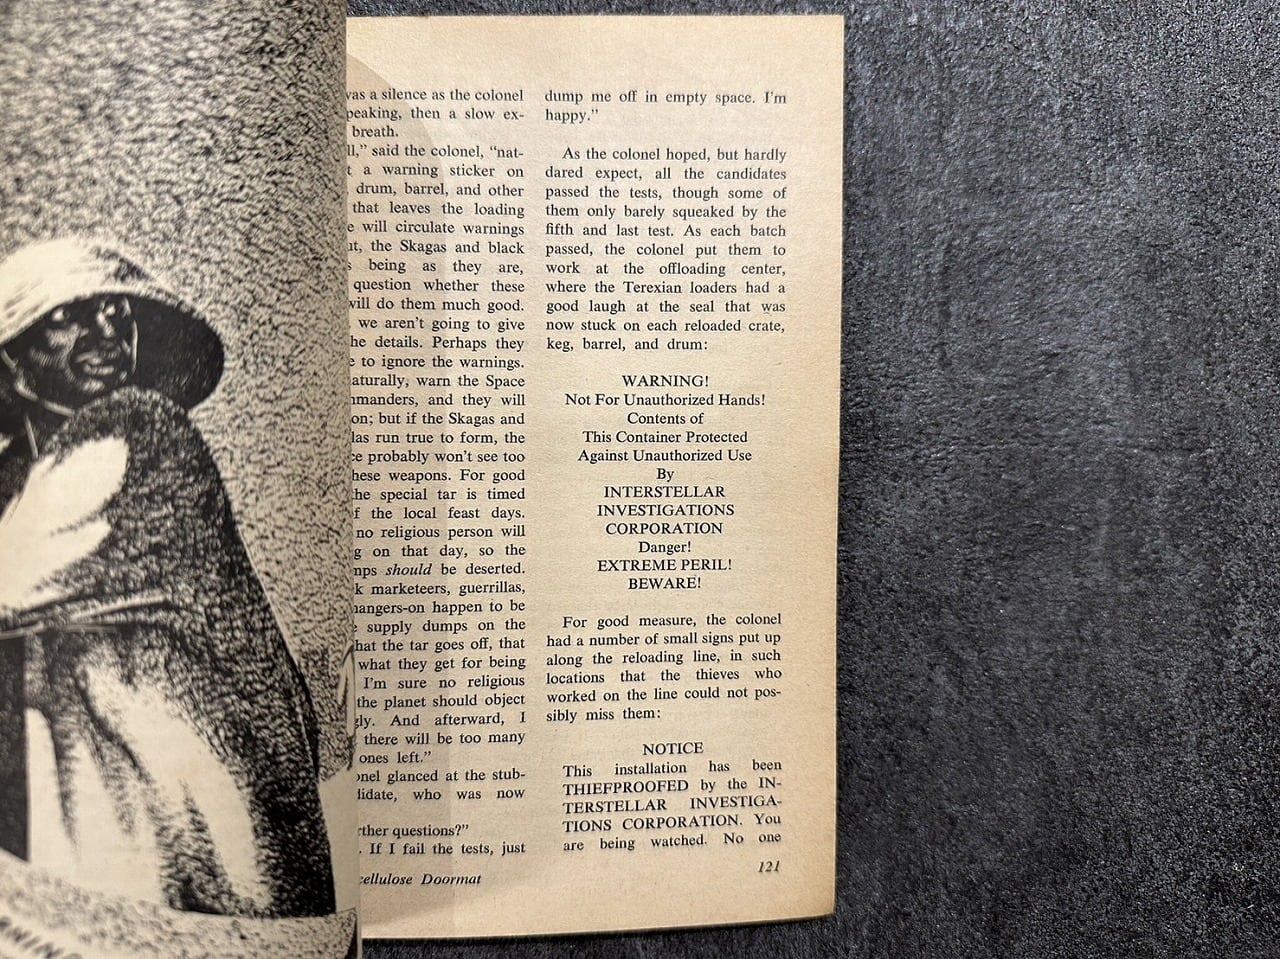 was a silence as the colonel
peaking, then a slow ex-
breath.
ll," said the colonel, "nat-
t a warning sticker on
drum, barrel, and other
that leaves the loading
e will circulate warnings
ut, the Skagas and black
s being as they are,
question whether these
will do them much good.
we aren't going to give
he details. Perhaps they
e to ignore the warnings.
aturally, warn the Space
mmanders, and they will
on; but if the Skagas and
las run true to form, the
ce probably won't see too
hese weapons. For good
the special tar is timed
f the local feast days.
no religious person will
g on that day, so the
mps should be deserted.
k marketeers, guerrillas,
hangers-on happen to be
e supply dumps on the
hat the tar goes off, that
what they get for being
I'm sure no religious
the planet should object
gly. And afterward, I
there will be too many
ones left."
onel glanced at the stub-
didate, who was now
rther questions?"
. If I fail the tests, just
cellulose Doormat
dump me off in empty space. I'm
happy."
As the colonel hoped, but hardly
dared expect, all the candidates
passed the tests, though some of
them only barely squeaked by the
fifth and last test. As each batch
passed, the colonel put them to
work at the offloading center,
where the Terexian loaders had a
good laugh at the seal that was
now stuck on each reloaded crate,
keg, barrel, and drum:
WARNING!
Not For Unauthorized Hands!
Contents of
This Container Protected
Against Unauthorized Use
By
INTERSTELLAR
INVESTIGATIONS
CORPORATION
Danger!
EXTREME PERIL!
BEWARE!
For good measure, the colonel
had a number of small signs put up
along the reloading line, in such
locations that the thieves who
worked on the line could not pos-
sibly miss them:
NOTICE
This installation has been
THIEFPROOFED by the IN-
TERSTELLAR INVESTIGA-
TIONS CORPORATION. You
are being watched. No one
121